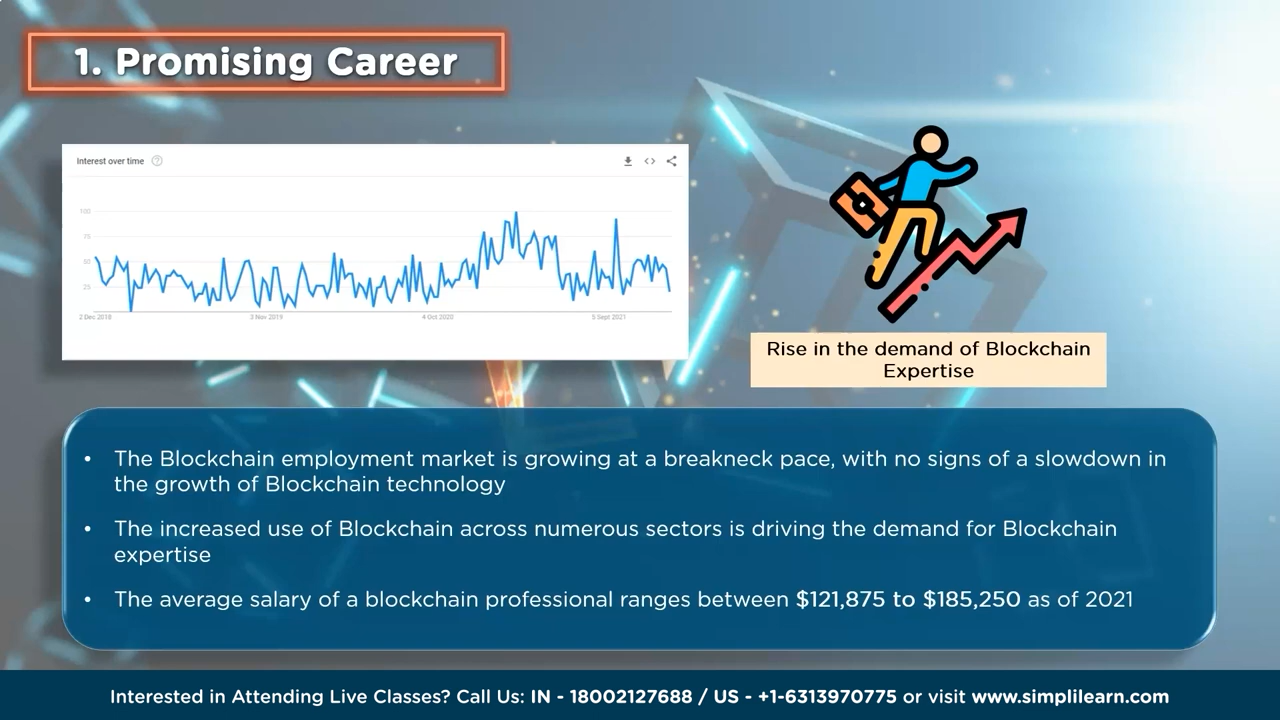 1. Promising Career
Interest over time
100
75
50
25
2 Dec 2018
3 Nov 2019
4 Oct 2020
5 Sept 2021
Rise in the demand of Blockchain
Expertise
• The Blockchain employment market is growing at a breakneck pace, with no signs of a slowdown in
the growth of Blockchain technology
• The increased use of Blockchain across numerous sectors is driving the demand for Blockchain
expertise
• The average salary of a blockchain professional ranges between $121,875 to $185,250 as of 2021
Interested in Attending Live Classes? Call Us: IN - 18002127688 / US - +1-6313970775 or visit www.simplilearn.com